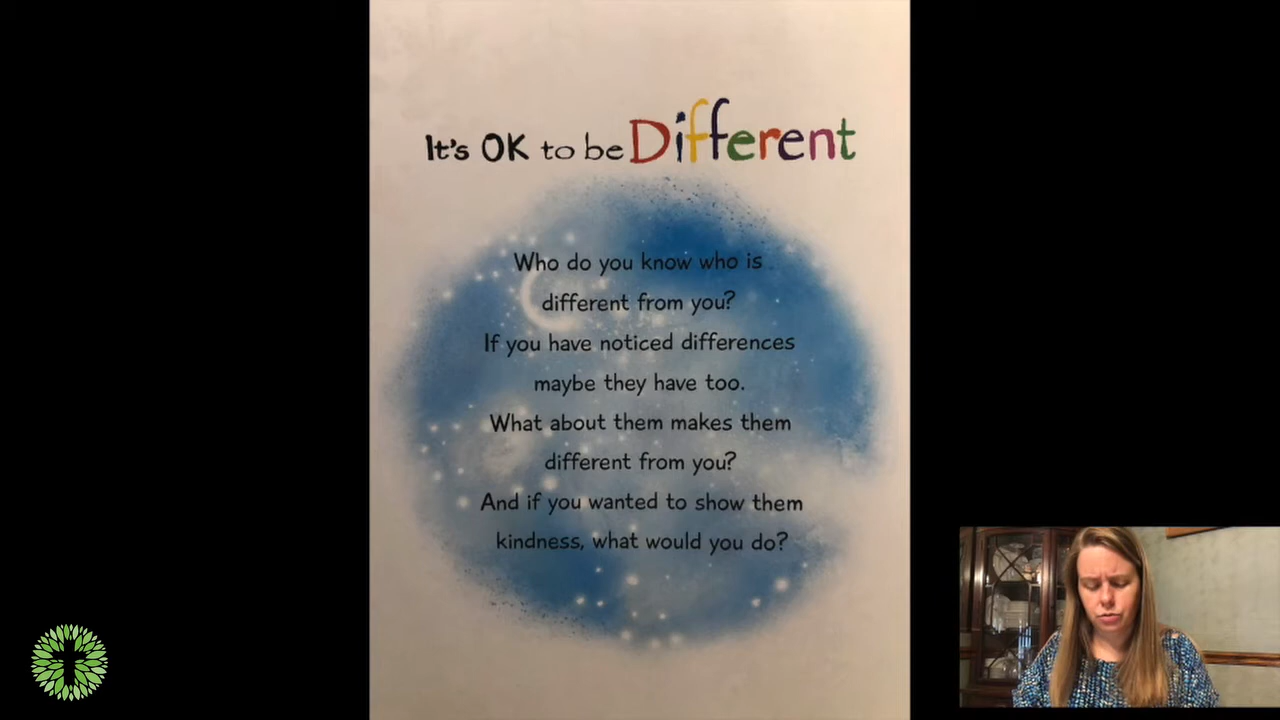 It's OK to be Different
Who do you know who is
different from you?
If you have noticed differences
maybe they have too.
What about them makes them
different from you?
And if you wanted to show them
kindness, what would you do?